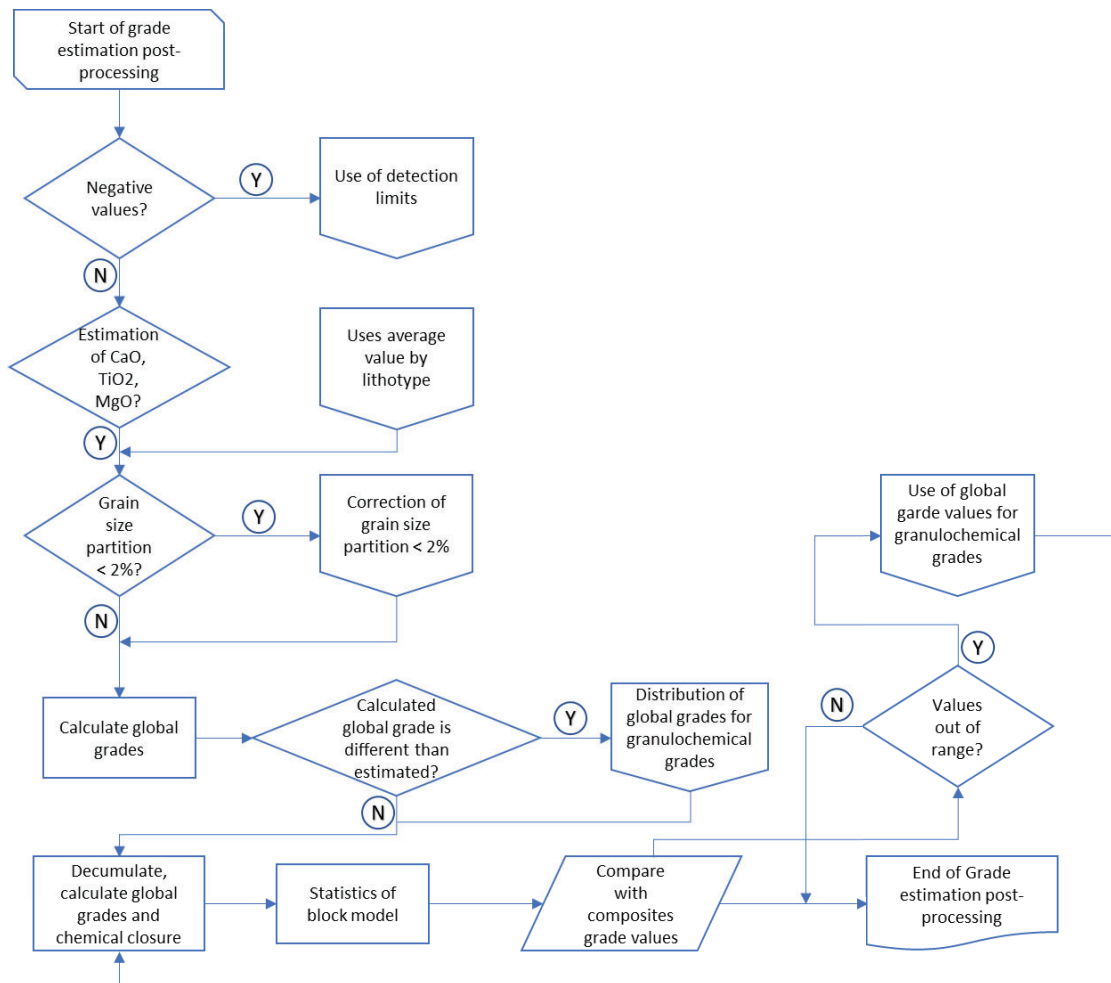 Start of grade
estimation post-
processing
Negative
values?
Y
Use of detection
limits
N
Estimation
of CaO,
TiO2,
MgO?
Uses average
value by
lithotype
Y
Grain
size
partition
< 2%?
Y
Correction of
grain size
partition < 2%
N
Use of global
garde values for
granulochemical
grades
Calculate global
grades
Calculated
global grade is
different than
estimated?
Y
Distribution of
global grades for
granulochemical
grades
N
Y
N
Values
out of
range?
Decumulate,
calculate global
grades and
chemical closure
Statistics of
block model
Compare
with
composites
grade values
End of Grade
estimation post-
processing